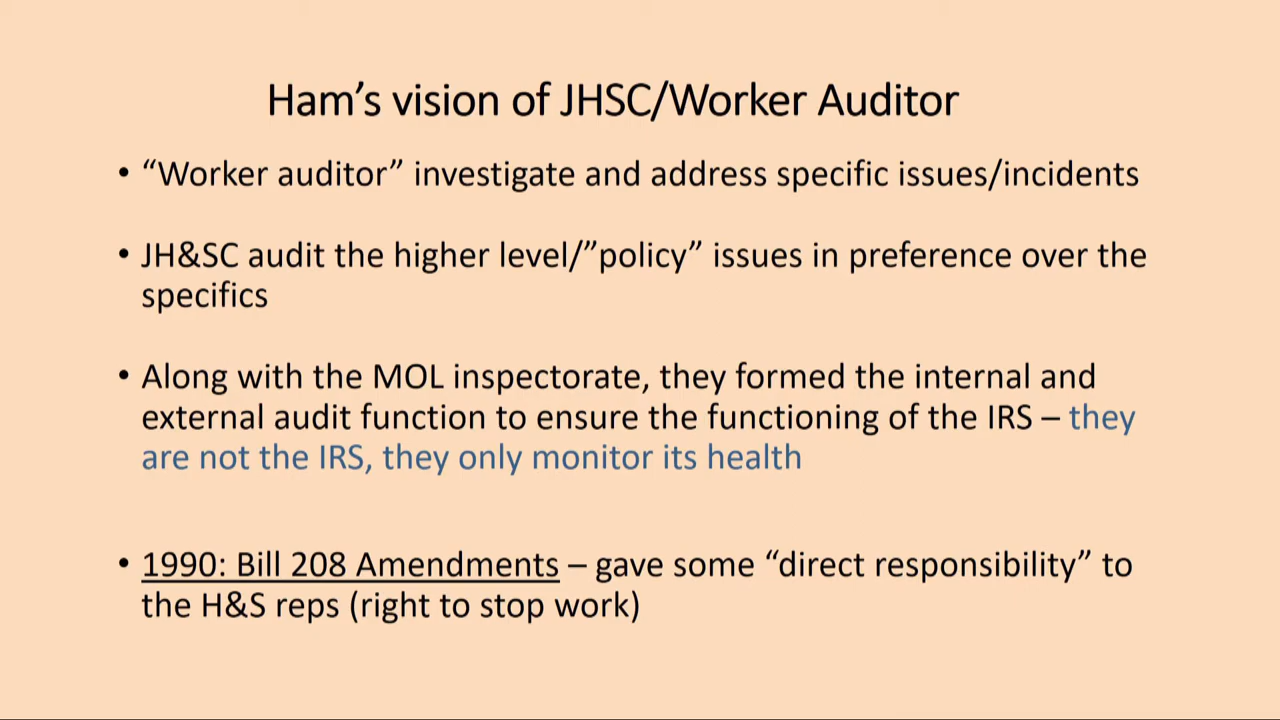 Ham’s vision of JHSC/Worker Auditor
• “Worker auditor” investigate and address specific issues/incidents
• JH&SC audit the higher level/”policy” issues in preference over the
specifics
• Along with the MOL inspectorate, they formed the internal and
external audit function to ensure the functioning of the IRS – they
are not the IRS, they only monitor its health
• 1990: Bill 208 Amendments – gave some “direct responsibility” to
the H&S reps (right to stop work)